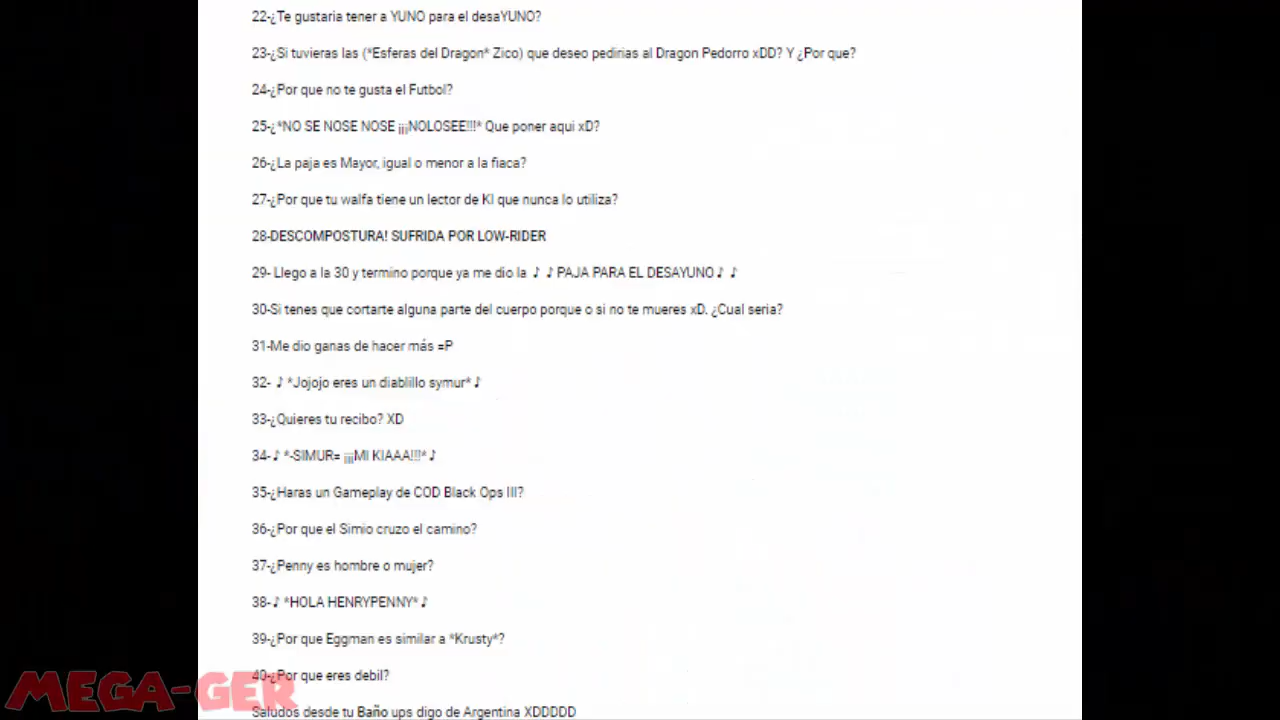 22-¿Te gustaria tener a YUNO para el desaYUNO?
23-¿Si tuvieras las (*Esferas del Dragon* Zico) que deseo pedirias al Dragon Pedorro xDD? Y ¿Por que?
24-¿Por que no te gusta el Futbol?
25-¿*NO SE NOSE NOSE ¡¡¡NOLOSEE!!!* Que poner aqui xD?
26-¿La paja es Mayor, igual o menor a la fiaca?
27-¿Por que tu walfa tiene un lector de KI que nunca lo utiliza?
28-DESCOMPOSTURA! SUFRIDA POR LOW-RIDER
29- Llego a la 30 y termino porque ya me dio la ♪ ♪ PAJA PARA EL DESAYUNO♪ ♪
30-Si tenes que cortarte alguna parte del cuerpo porque o si no te mueres xD. ¿Cual seria?
31-Me dio ganas de hacer más =P
32- ♪ *Jojojo eres un diablillo symur*♪
33-¿Quieres tu recibo? XD
34-♪ *-SIMUR= ¡¡¡MI KIAAA!!!*♪
35-¿Haras un Gameplay de COD Black Ops III?
36-¿Por que el Simio cruzo el camino?
37-¿Penny es hombre o mujer?
38-♪ *HOLA HENRYPENNY*♪
39-¿Por que Eggman es similar a *Krusty*?
40-¿Por que eres debil?
Saludos desde tu Baño ups digo de Argentina XDDDDD
MEGA-GER